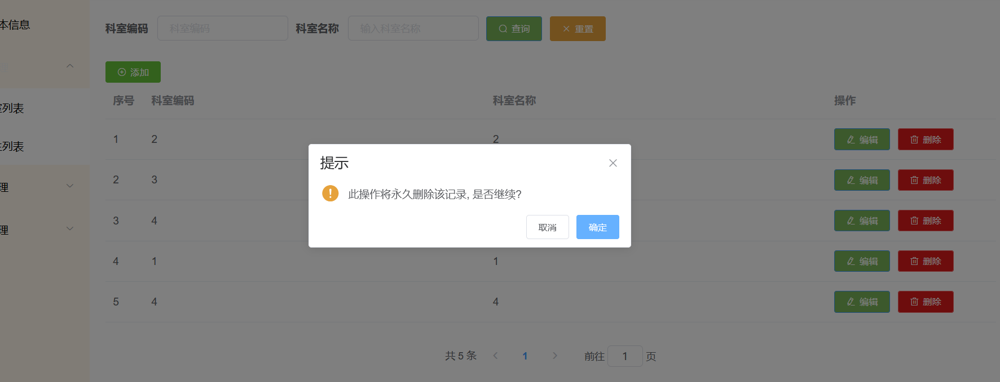 本信息
科室编码 科室编码 科室名称 输入科室名称 查询 重置
添加
序号 科室编码 科室名称 操作
列表
1 2 2 编辑 删除
列表
提示
2 3 编辑 删除
理
此操作将永久删除该记录, 是否继续?
3 4 编辑 删除
取消 确定
理
4 1 1 编辑 删除
5 4 4 编辑 删除
共 5 条 1 前往 1 页